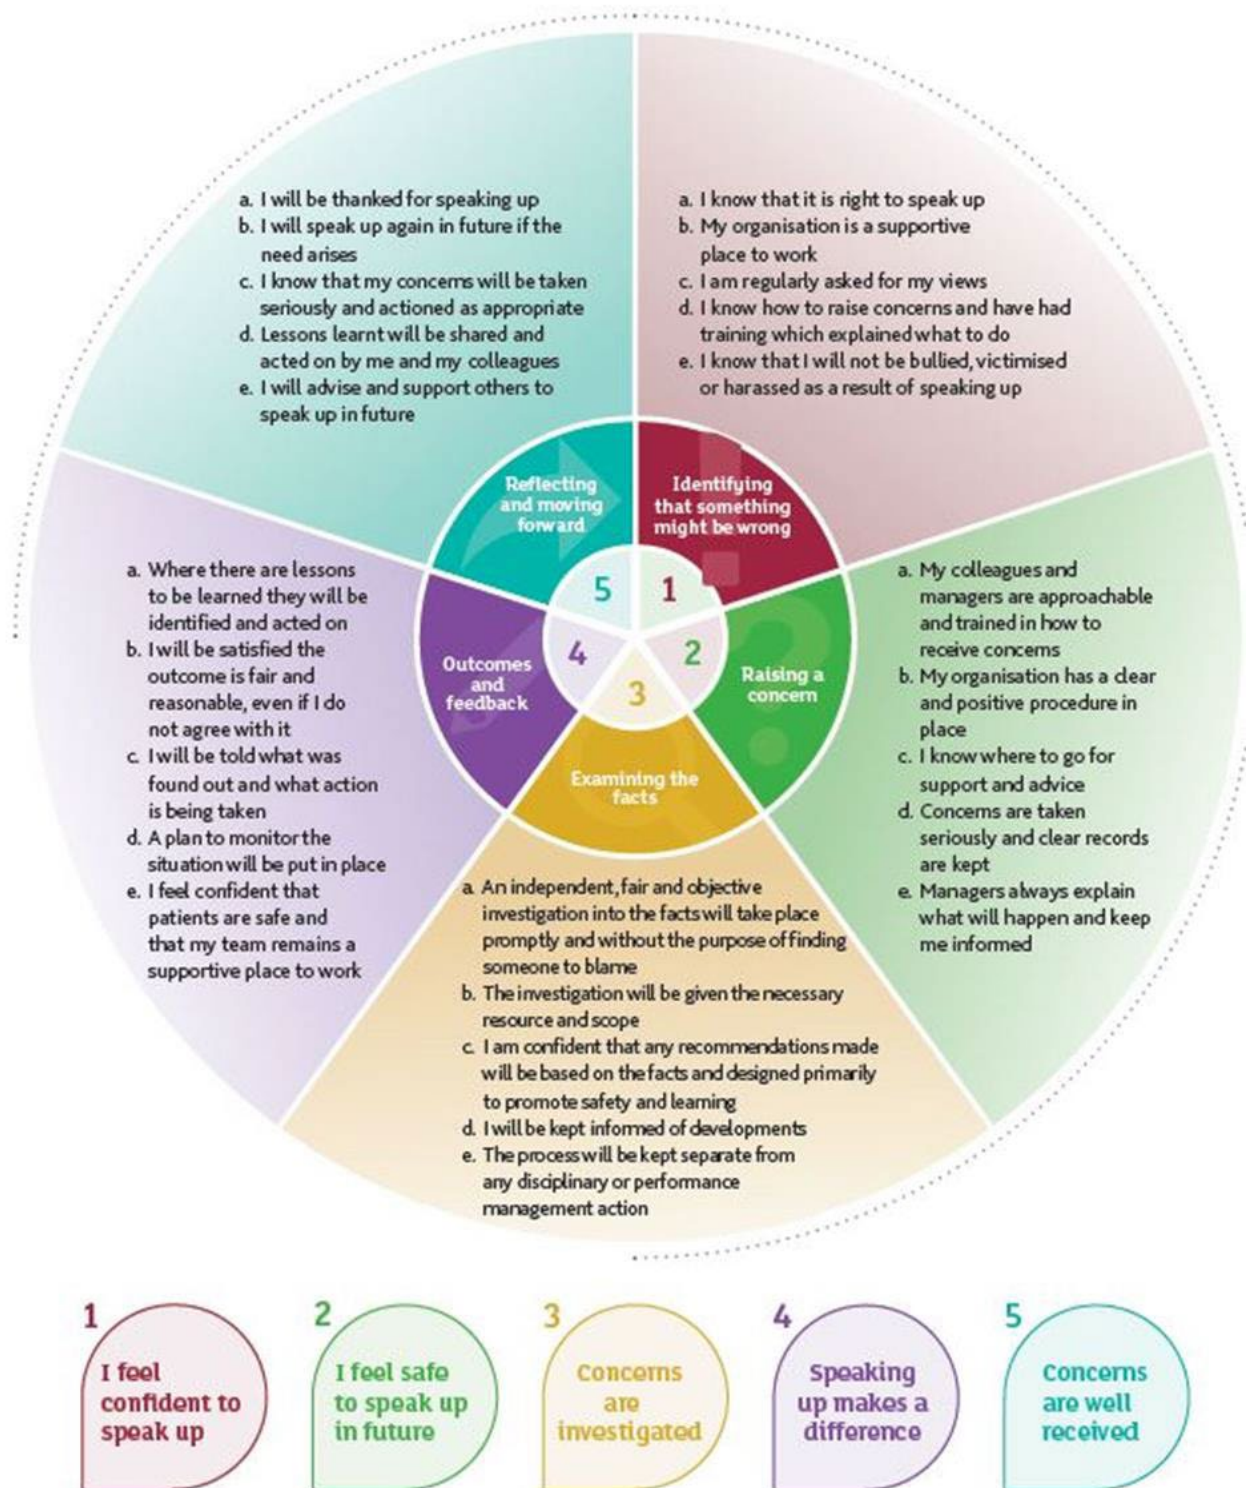 a. I will be thanked for speaking up
b. I will speak up again in future if the
need arises
c. I know that my concerns will be taken
seriously and actioned as appropriate
d. Lessons learnt will be shared and
acted on by me and my colleagues
e. I will advise and support others to
speak up in future
a. I know that it is right to speak up
b. My organisation is a supportive
place to work
c. I am regularly asked for my views
d. I know how to raise concerns and have had
training which explained what to do
e. I know that I will not be bullied, victimised
or harassed as a result of speaking up
Reflecting
and moving
forward
Identifying
that something
might be wrong
5
1
4
2
3
Outcomes
and
feedback
Raising a
concern
Examining the
facts
a. Where there are lessons
to be learned they will be
identified and acted on
b. I will be satisfied the
outcome is fair and
reasonable, even if I do
not agree with it
c. I will be told what was
found out and what action
is being taken
d. A plan to monitor the
situation will be put in place
e. I feel confident that
patients are safe and
that my team remains a
supportive place to work
a. My colleagues and
managers are approachable
and trained in how to
receive concerns
b. My organisation has a clear
and positive procedure in
place
c. I know where to go for
support and advice
d. Concerns are taken
seriously and clear records
are kept
e. Managers always explain
what will happen and keep
me informed
a. An independent, fair and objective
investigation into the facts will take place
promptly and without the purpose of finding
someone to blame
b. The investigation will be given the necessary
resource and scope
c. I am confident that any recommendations made
will be based on the facts and designed primarily
to promote safety and learning
d. I will be kept informed of developments
e. The process will be kept separate from
any disciplinary or performance
management action
1
I feel
confident to
speak up
2
I feel safe
to speak up
in future
3
Concerns
are
investigated
4
Speaking
up makes a
difference
5
Concerns
are well
received